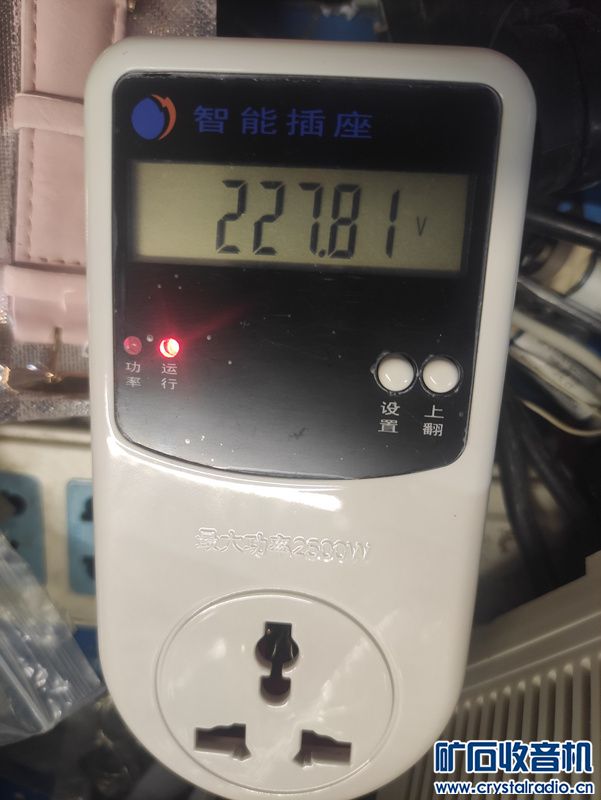 智能插座
227.81 V
功率 运行
设置 上翻
最大功率2500W
矿石收音机
www.crystalradio.cn